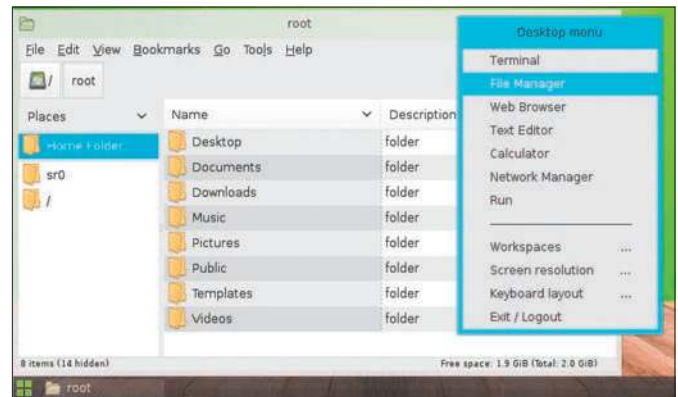 root
File Edit View Bookmarks Go Tools Help
/ root
Places
Home Folder
sr0
/
Name Description
Desktop folder
Documents folder
Downloads folder
Music folder
Pictures folder
Public folder
Templates folder
Videos folder
8 items (14 hidden) Free space: 1.9 GiB (Total: 2.0 GiB)
Desktop menu
Terminal
File Manager
Web Browser
Text Editor
Calculator
Network Manager
Run
Workspaces ...
Screen resolution ...
Keyboard layout ...
Exit / Logout
root